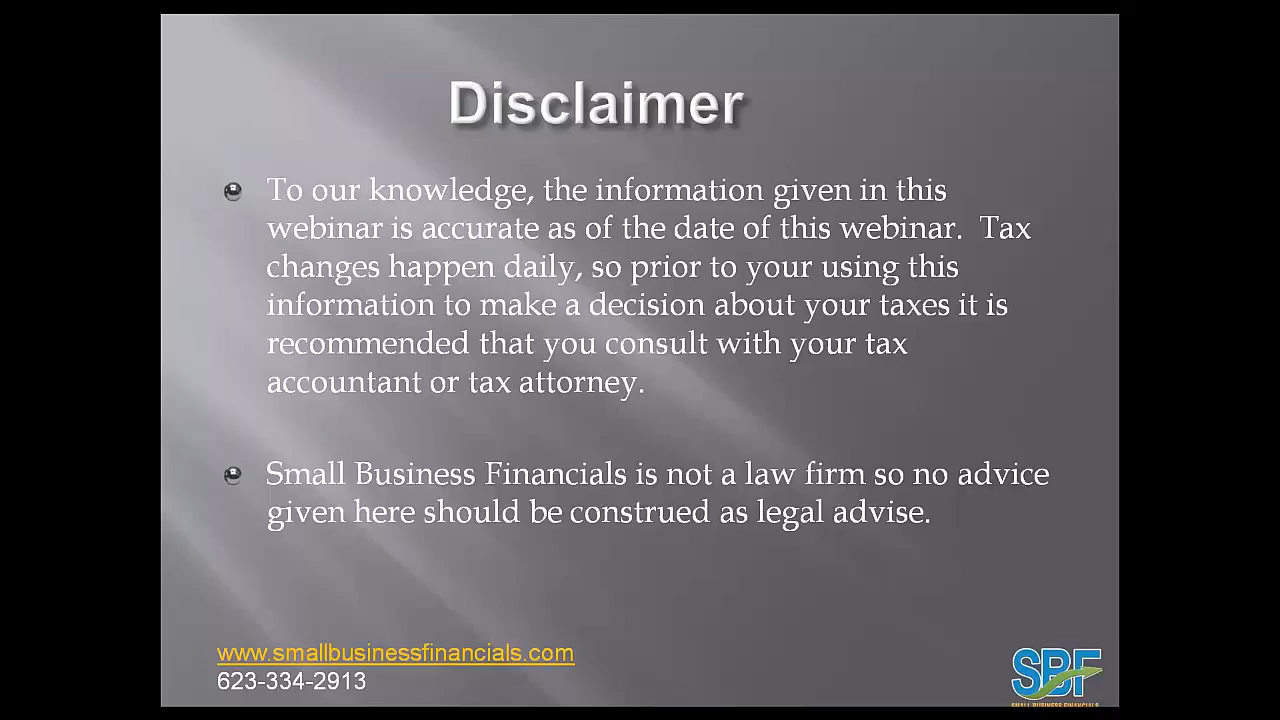 Disclaimer
To our knowledge, the information given in this
webinar is accurate as of the date of this webinar.  Tax
changes happen daily, so prior to your using this
information to make a decision about your taxes it is
recommended that you consult with your tax
accountant or tax attorney.
Small Business Financials is not a law firm so no advice
given here should be construed as legal advise.
www.smallbusinessfinancials.com
623-334-2913
SBF
SMALL BUSINESS FINANCIALS